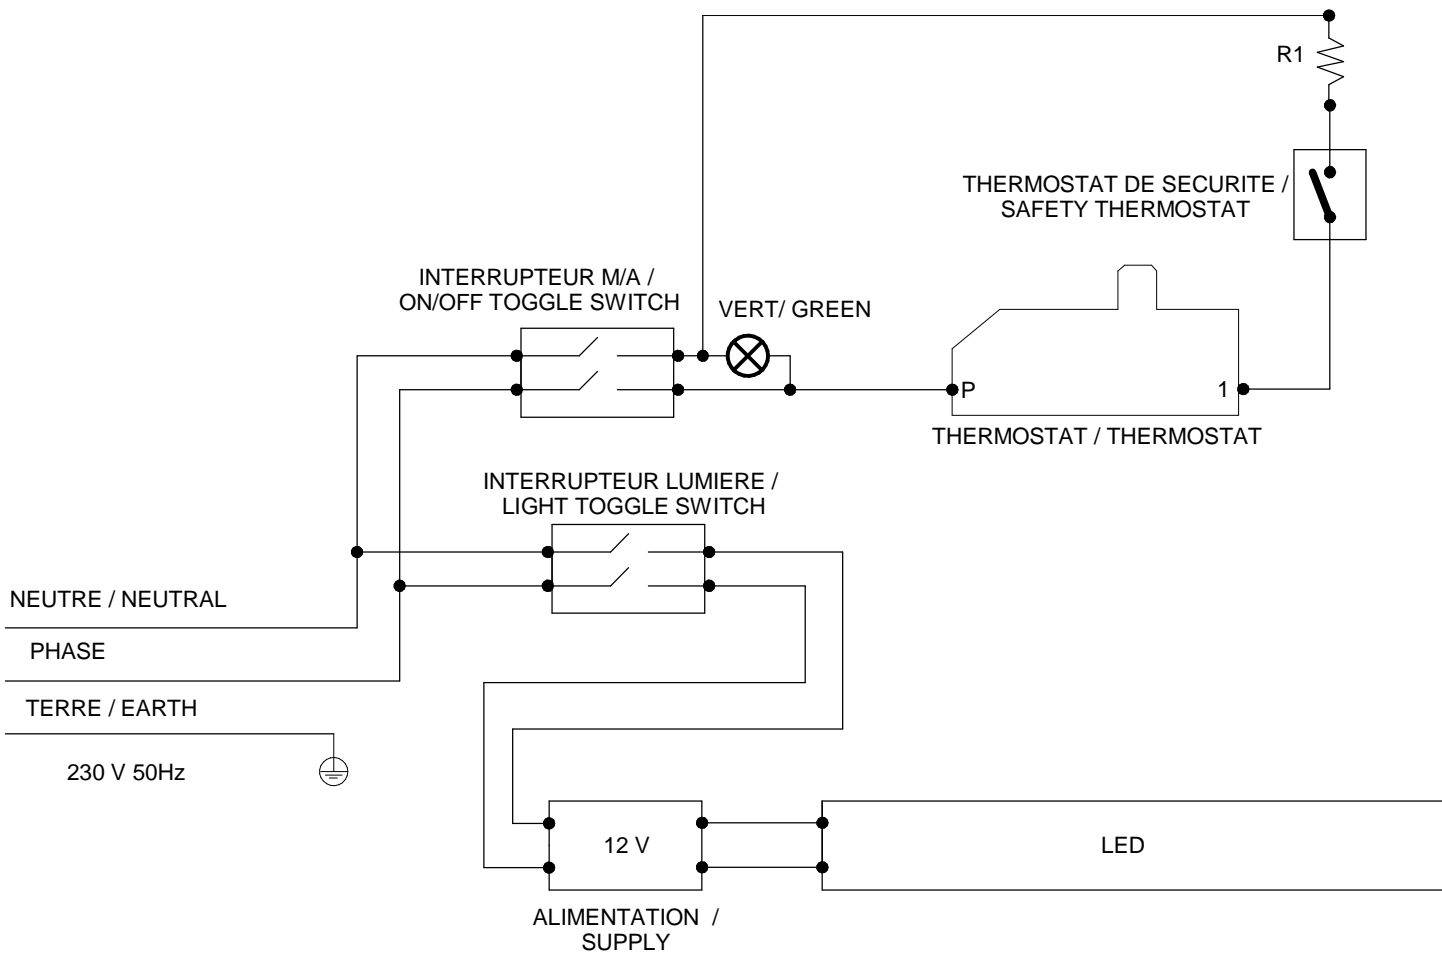 R1
THERMOSTAT DE SECURITE /
SAFETY THERMOSTAT
INTERRUPTEUR M/A /
ON/OFF TOGGLE SWITCH
VERT/ GREEN
P
1
THERMOSTAT / THERMOSTAT
INTERRUPTEUR LUMIERE /
LIGHT TOGGLE SWITCH
NEUTRE / NEUTRAL
PHASE
TERRE / EARTH
230 V 50Hz
12 V
LED
ALIMENTATION /
SUPPLY